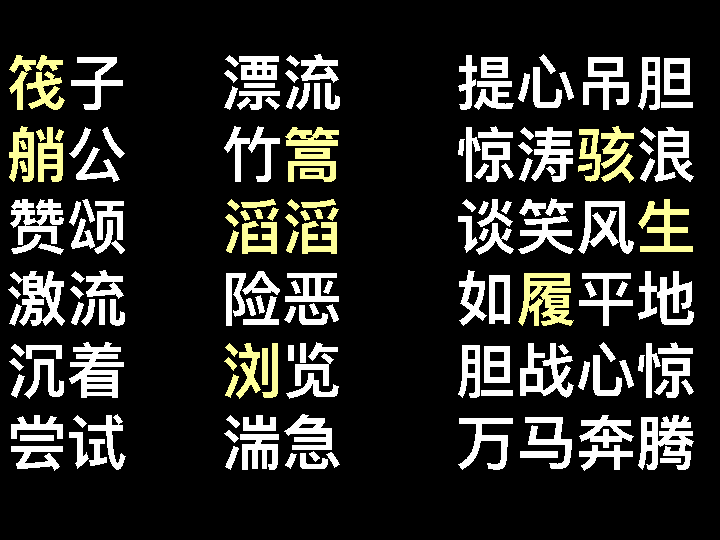 筏子 漂流 提心吊胆
艄公 竹篙 惊涛骇浪
赞颂 滔滔 谈笑风生
激流 险恶 如履平地
沉着 浏览 胆战心惊
尝试 湍急 万马奔腾